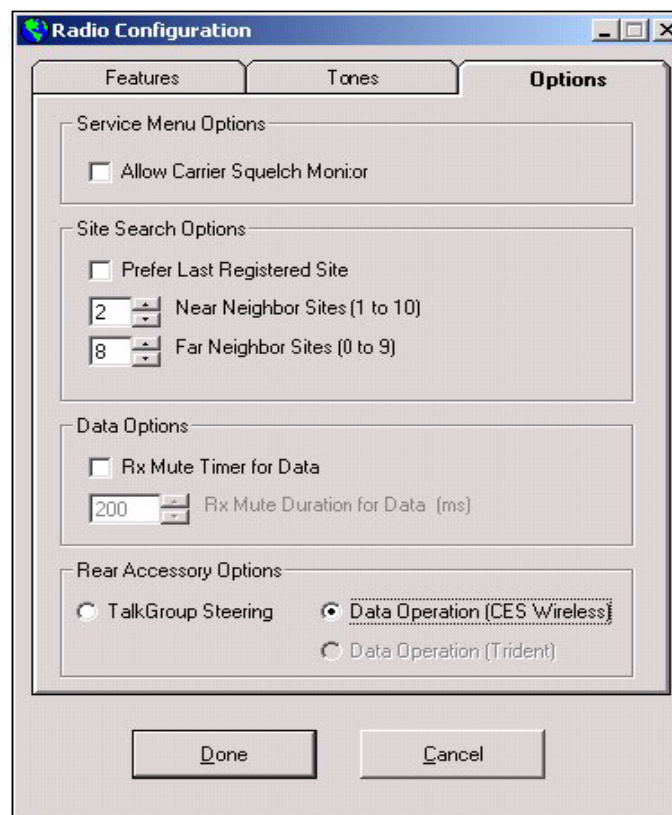 Radio Configuration
Features Tones Options
Service Menu Options
Allow Carrier Squelch Monitor
Site Search Options
Prefer Last Registered Site
2 Near Neighbor Sites (1 to 10)
8 Far Neighbor Sites (0 to 9)
Data Options
Rx Mute Timer for Data
200 Rx Mute Duration for Data (ms)
Rear Accessory Options
TalkGroup Steering Data Operation (CES Wireless)
Data Operation (Trident)
Done Cancel